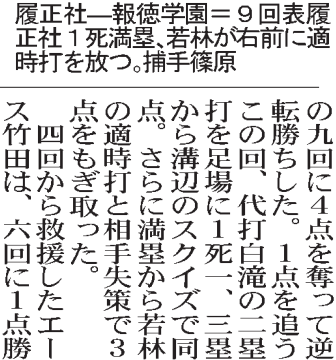 履正社―報徳学園＝９回表履
正社１死満塁、若林が右前に適
時打を放つ。捕手篠原
の九回に４点を奪って逆
転勝ちした。１点を追う
この回、代打白滝の二塁
打を足場に１死一、三塁
から溝辺のスクイズで同
点。さらに満塁から若林
の適時打と相手失策で３
点をもぎ取った。
四回から救援したエー
ス竹田は、六回に１点勝